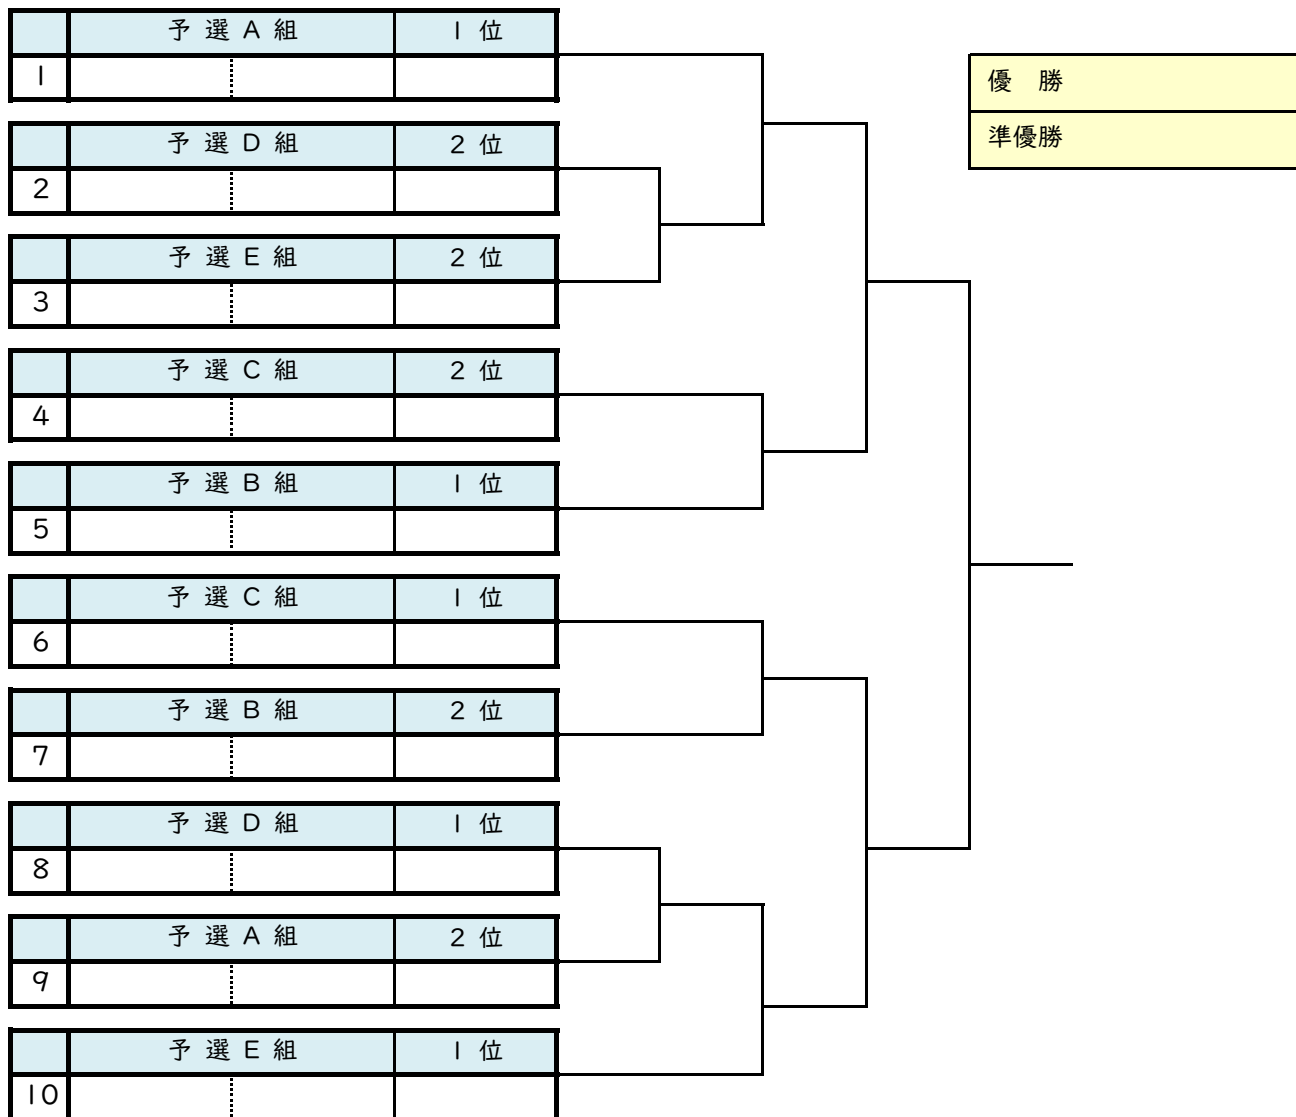 予 選 A 組 1 位
1
優 勝
準優勝
予 選 D 組 2 位
2
予 選 E 組 2 位
3
予 選 C 組 2 位
4
予 選 B 組 1 位
5
予 選 C 組 1 位
6
予 選 B 組 2 位
7
予 選 D 組 1 位
8
予 選 A 組 2 位
9
予 選 E 組 1 位
10